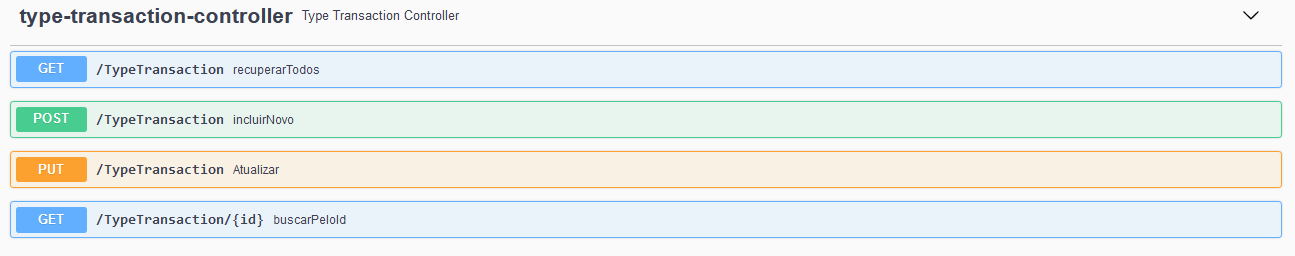 type-transaction-controller Type Transaction Controller
GET /TypeTransaction recuperarTodos
POST /TypeTransaction incluirNovo
PUT /TypeTransaction Atualizar
GET /TypeTransaction/{id} buscarPeloId